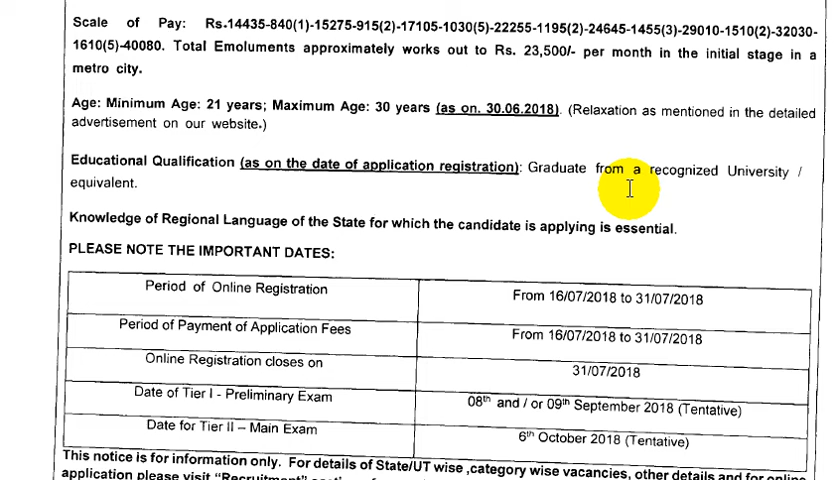 Scale of Pay: Rs.14435-840(1)-15275-915(2)-17105-1030(5)-22255-1195(2)-24645-1455(3)-29010-1510(2)-32030-
1610(5)-40080. Total Emoluments approximately works out to Rs. 23,500/- per month in the initial stage in a
metro city.
Age: Minimum Age: 21 years; Maximum Age: 30 years (as on. 30.06.2018). (Relaxation as mentioned in the detailed
advertisement on our website.)
Educational Qualification (as on the date of application registration): Graduate from a recognized University /
equivalent.
Knowledge of Regional Language of the State for which the candidate is applying is essential.
PLEASE NOTE THE IMPORTANT DATES:
Period of Online Registration From 16/07/2018 to 31/07/2018
Period of Payment of Application Fees From 16/07/2018 to 31/07/2018
Online Registration closes on 31/07/2018
Date of Tier I - Preliminary Exam 08th and / or 09th September 2018 (Tentative)
Date for Tier II – Main Exam 6th October 2018 (Tentative)
This notice is for information only. For details of State/UT wise ,category wise vacancies, other details and for online
application please visit "Recruitment"